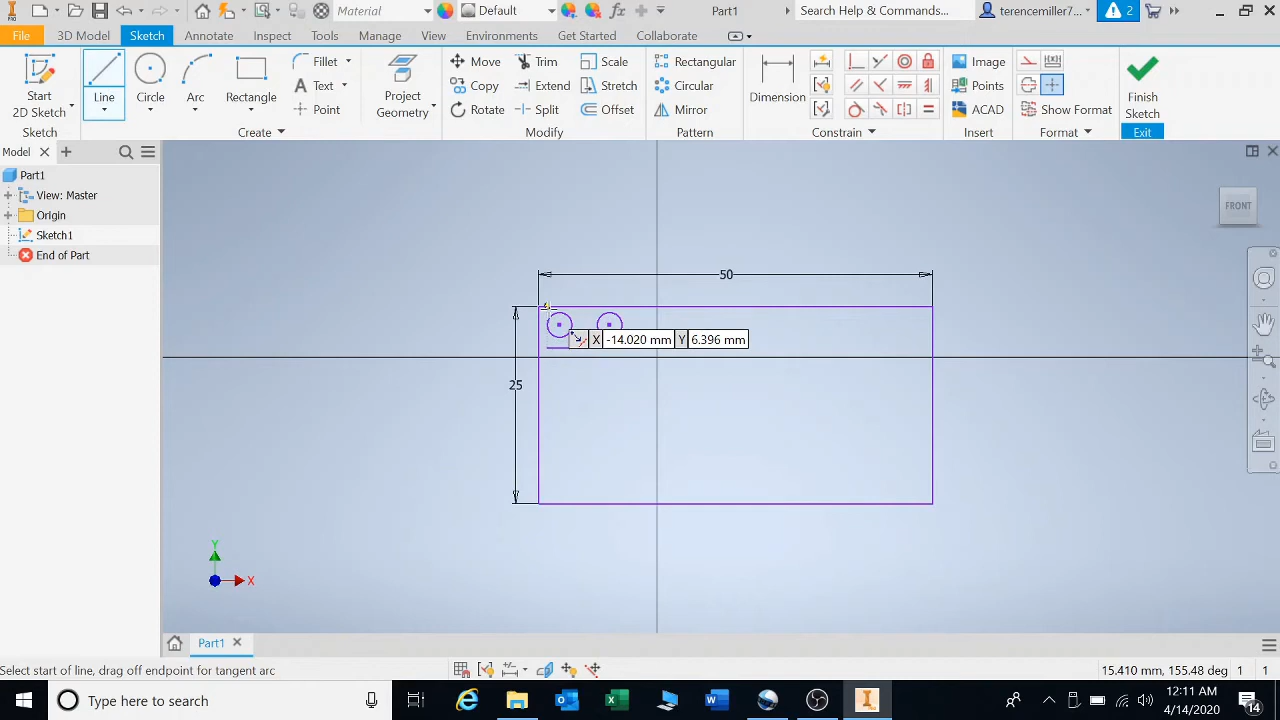 Material
Default
Part1
Search Help & Commands...
terencemiller7...
2
File
3D Model
Sketch
Annotate
Inspect
Tools
Manage
View
Environments
Get Started
Collaborate
Start
2D Sketch
Line
Circle
Arc
Rectangle
Fillet
Text
Point
Project
Geometry
Move
Copy
Rotate
Trim
Extend
Split
Scale
Stretch
Offset
Rectangular
Circular
Mirror
Dimension
Image
Points
ACAD
Show Format
Finish
Sketch
Sketch
Create
Modify
Pattern
Constrain
Insert
Format
Exit
Model
Part1
View: Master
Origin
Sketch1
End of Part
FRONT
50
25
X -14.020 mm Y 6.396 mm
Y
X
Part1
Select start of line, drag off endpoint for tangent arc
15.410 mm, 155.48 deg 1 1
Type here to search
12:11 AM
4/14/2020
14